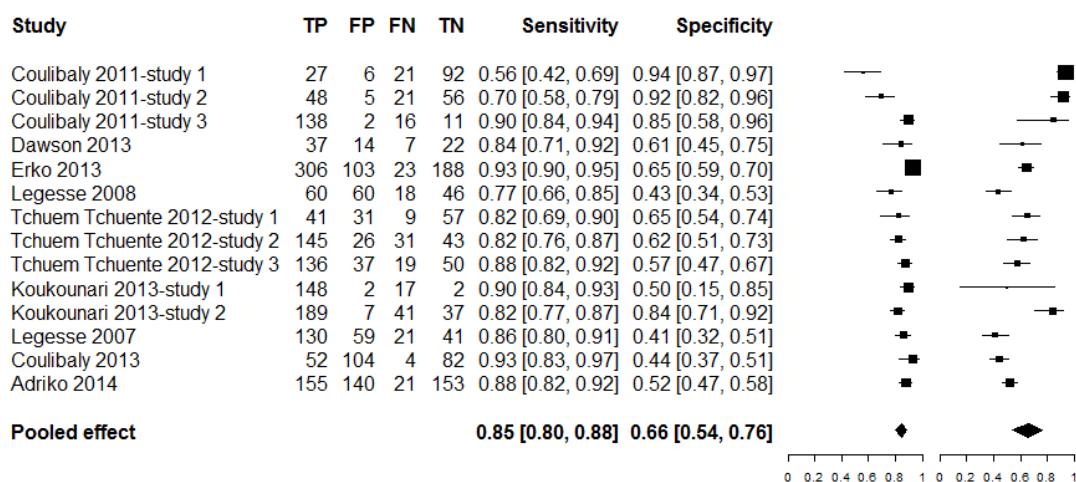 Study TP FP FN TN Sensitivity Specificity
Coulibaly 2011-study 1 27 6 21 92 0.56 [0.42, 0.69] 0.94 [0.87, 0.97]
Coulibaly 2011-study 2 48 5 21 56 0.70 [0.58, 0.79] 0.92 [0.82, 0.96]
Coulibaly 2011-study 3 138 2 16 11 0.90 [0.84, 0.94] 0.85 [0.58, 0.96]
Dawson 2013 37 14 7 22 0.84 [0.71, 0.92] 0.61 [0.45, 0.75]
Erko 2013 306 103 23 188 0.93 [0.90, 0.95] 0.65 [0.59, 0.70]
Legesse 2008 60 60 18 46 0.77 [0.66, 0.85] 0.43 [0.34, 0.53]
Tchuem Tchuente 2012-study 1 41 31 9 57 0.82 [0.69, 0.90] 0.65 [0.54, 0.74]
Tchuem Tchuente 2012-study 2 145 26 31 43 0.82 [0.76, 0.87] 0.62 [0.51, 0.73]
Tchuem Tchuente 2012-study 3 136 37 19 50 0.88 [0.82, 0.92] 0.57 [0.47, 0.67]
Koukounari 2013-study 1 148 2 17 2 0.90 [0.84, 0.93] 0.50 [0.15, 0.85]
Koukounari 2013-study 2 189 7 41 37 0.82 [0.77, 0.87] 0.84 [0.71, 0.92]
Legesse 2007 130 59 21 41 0.86 [0.80, 0.91] 0.41 [0.32, 0.51]
Coulibaly 2013 52 104 4 82 0.93 [0.83, 0.97] 0.44 [0.37, 0.51]
Adriko 2014 155 140 21 153 0.88 [0.82, 0.92] 0.52 [0.47, 0.58]
Pooled effect 0.85 [0.80, 0.88] 0.66 [0.54, 0.76]
0 0.2 0.4 0.6 0.8 1 0 0.2 0.4 0.6 0.8 1